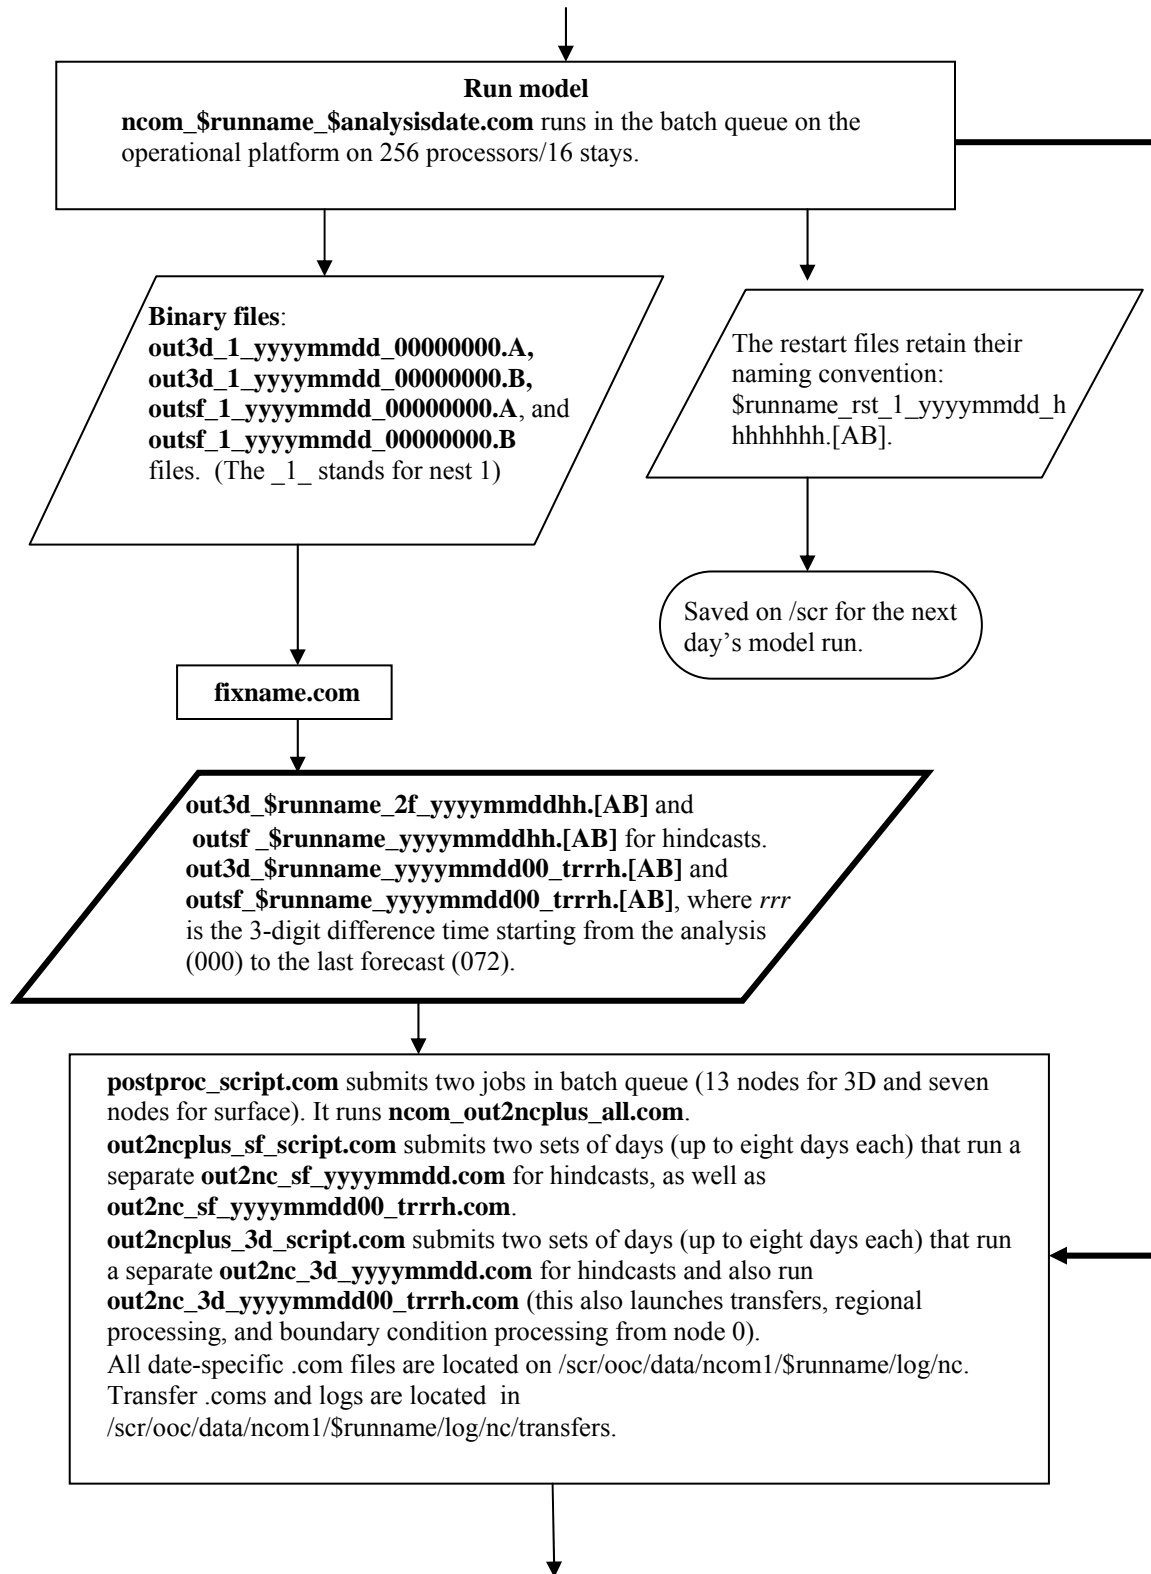 Run model
ncom_$runname_$analysisdate.com runs in the batch queue on the
operational platform on 256 processors/16 stays.
Binary files:
out3d_1_yyyymmdd_00000000.A,
out3d_1_yyyymmdd_00000000.B,
outsf_1_yyyymmdd_00000000.A, and
outsf_1_yyyymmdd_00000000.B
files.  (The _1_ stands for nest 1)
The restart files retain their
naming convention:
$runname_rst_1_yyyymmdd_h
hhhhhhh.[AB].
Saved on /scr for the next
day's model run.
fixname.com
out3d_$runname_2f_yyyymmddhh.[AB] and
outsf _$runname_yyyymmddhh.[AB] for hindcasts.
out3d_$runname_yyyymmdd00_trrrh.[AB] and
outsf_$runname_yyyymmdd00_trrrh.[AB], where rrr
is the 3-digit difference time starting from the analysis
(000) to the last forecast (072).
postproc_script.com submits two jobs in batch queue (13 nodes for 3D and seven
nodes for surface). It runs ncom_out2ncplus_all.com.
out2ncplus_sf_script.com submits two sets of days (up to eight days each) that run a
separate out2nc_sf_yyyymmdd.com for hindcasts, as well as
out2nc_sf_yyyymmdd00_trrrh.com.
out2ncplus_3d_script.com submits two sets of days (up to eight days each) that run
a separate out2nc_3d_yyyymmdd.com for hindcasts and also run
out2nc_3d_yyyymmdd00_trrrh.com (this also launches transfers, regional
processing, and boundary condition processing from node 0).
All date-specific .com files are located on /scr/ooc/data/ncom1/$runname/log/nc.
Transfer .coms and logs are located  in
/scr/ooc/data/ncom1/$runname/log/nc/transfers.